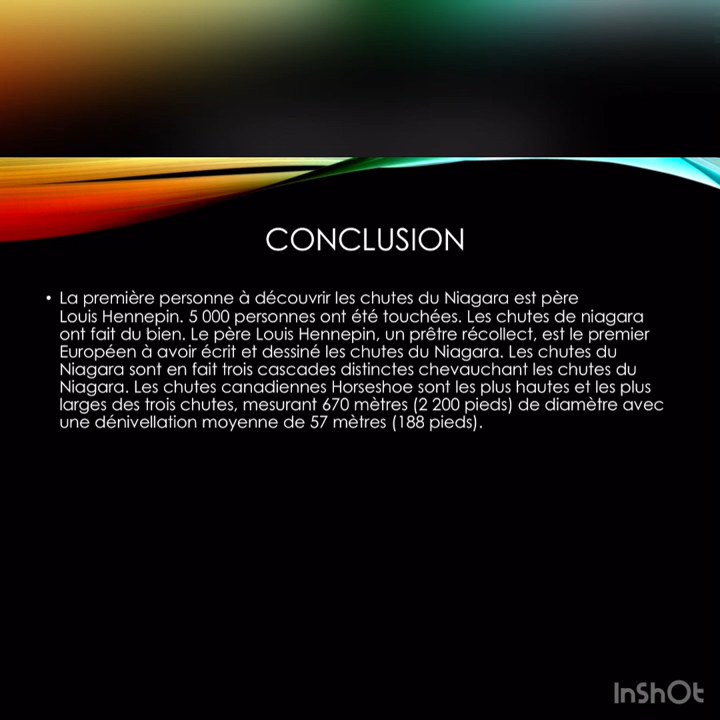 CONCLUSION
• La première personne à découvrir les chutes du Niagara est père
Louis Hennepin. 5 000 personnes ont été touchées. Les chutes de niagara
ont fait du bien. Le père Louis Hennepin, un prêtre récollect, est le premier
Européen à avoir écrit et dessiné les chutes du Niagara. Les chutes du
Niagara sont en fait trois cascades distinctes chevauchant les chutes du
Niagara. Les chutes canadiennes Horseshoe sont les plus hautes et les plus
larges des trois chutes, mesurant 670 mètres (2 200 pieds) de diamètre avec
une dénivellation moyenne de 57 mètres (188 pieds).
InShOt